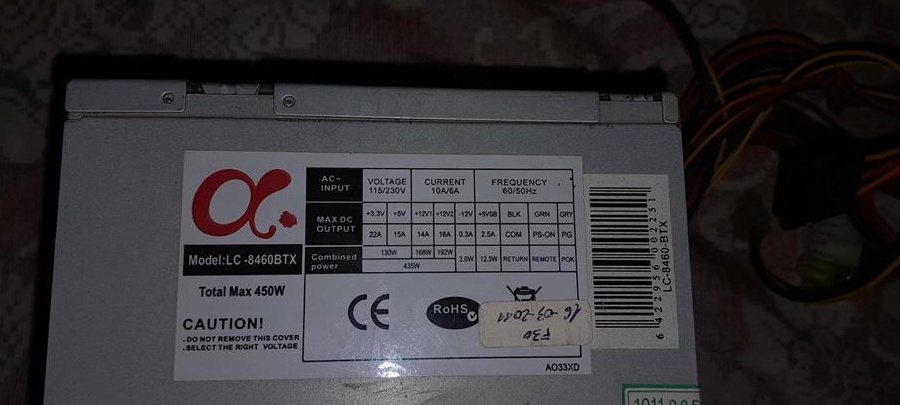 α
Model:LC -8460BTX
Total Max 450W
CAUTION!
. DO NOT REMOVE THIS COVER
. SELECT THE RIGHT VOLTAGE
AC~ INPUT VOLTAGE 115/230V CURRENT 10A/6A FREQUENCY 60/50Hz
MAX DC OUTPUT +3.3V +5V +12V1 +12V2 -12V +5VSB BLK GRN GRY
22A 15A 14A 16A 0.3A 2.5A COM PS-ON PG
Combined power 130W 168W 192W 3.6W 12.5W RETURN REMOTE POK
435W
CE
RoHS
F30
16-03-2011
AO33XD
6 422956 002251
LC-8460-BTX